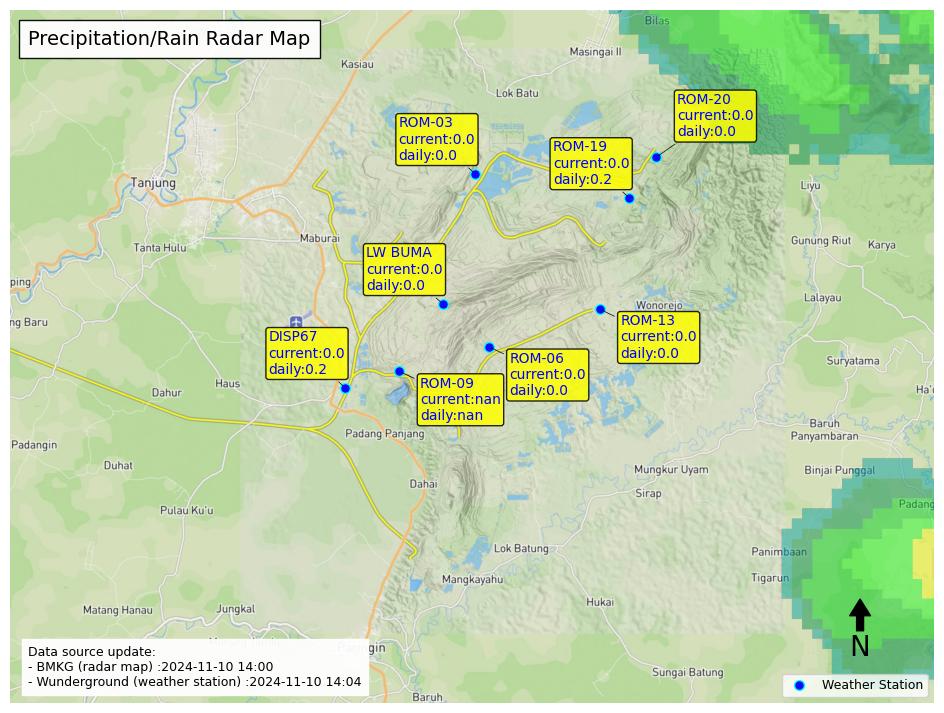 Precipitation/Rain Radar Map
Bilas
Masingai II
Kasiau
Lok Batu
ROM-20
current:0.0
daily:0.0
ROM-03
current:0.0
daily:0.0
ROM-19
current:0.0
daily:0.2
Tanjung
Liyu
Maburai
Gunung Riut
Karya
Tanta Hulu
LW BUMA
current:0.0
daily:0.0
ping
Lalayau
Wonorejo
ng Baru
ROM-13
current:0.0
daily:0.0
DISP67
current:0.0
daily:0.2
ROM-06
current:0.0
daily:0.0
Suryatama
ROM-09
current:nan
daily:nan
Haus
Dahur
Ha
Baruh
Panyambaran
Padang Panjang
Padangin
Duhat
Mungkur Uyam
Binjai Punggal
Dahai
Sirap
Padang
Pulau Ku'u
Lok Batung
Panimbaan
Mangkayahu
Tigarun
Hukai
Matang Hanau
Jungkal
N
Data source update:
- BMKG (radar map) :2024-11-10 14:00
- Wunderground (weather station) :2024-11-10 14:04
Sungai Batung
Weather Station
Baruh